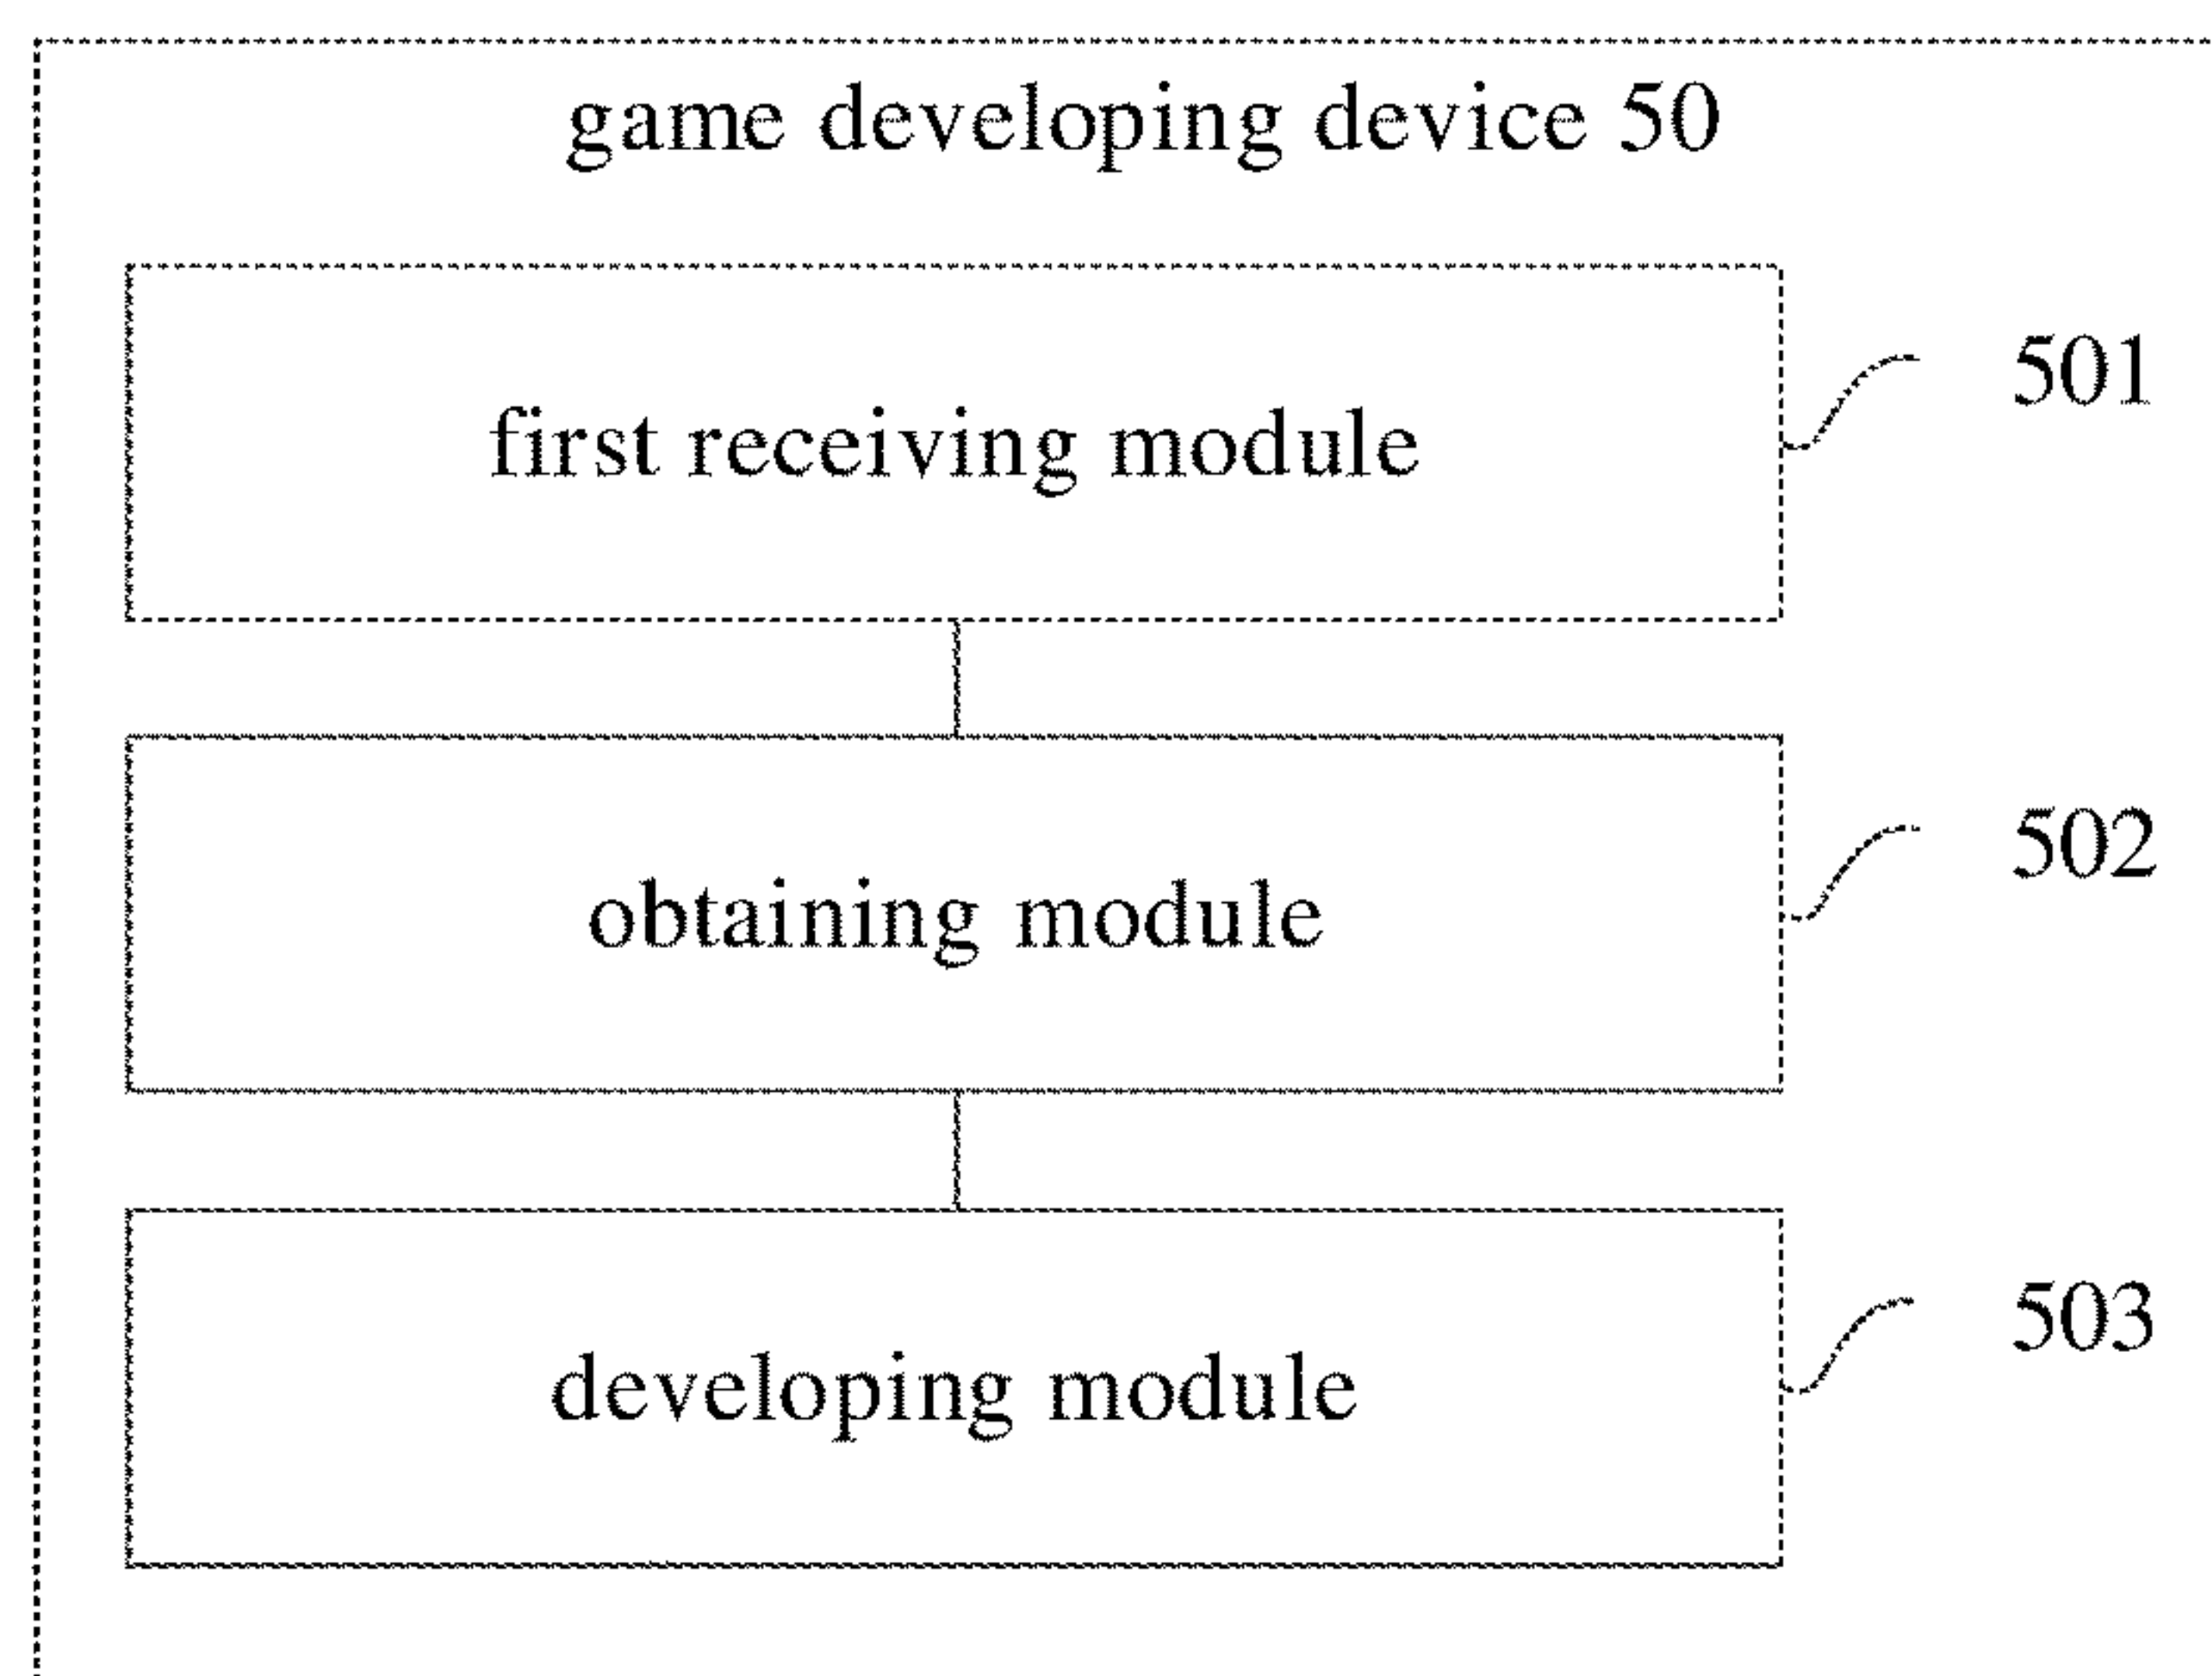 game developing device 50
first receiving module
501
obtaining module
502
developing module
503